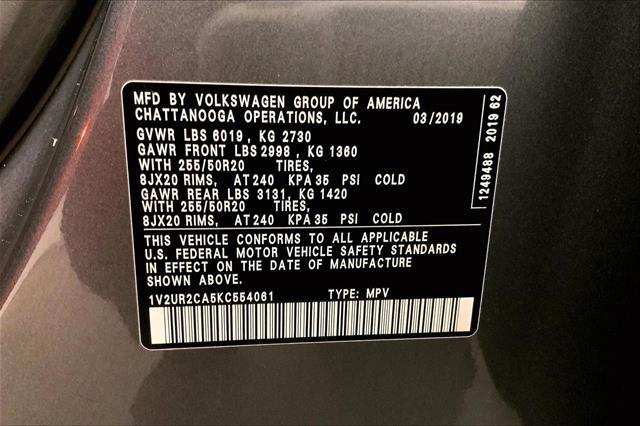 MFD BY VOLKSWAGEN GROUP OF AMERICA
CHATTANOOGA OPERATIONS, LLC. 03/2019
GVWR LBS 6019 , KG 2730
GAWR FRONT LBS 2998 , KG 1360
WITH 255/50R20 TIRES,
8JX20 RIMS, AT 240 KPA 35 PSI COLD
GAWR REAR LBS 3131, KG 1420
WITH 255/50R20 TIRES,
8JX20 RIMS, AT 240 KPA 35 PSI COLD
THIS VEHICLE CONFORMS TO ALL APPLICABLE
U.S. FEDERAL MOTOR VEHICLE SAFETY STANDARDS
IN EFFECT ON THE DATE OF MANUFACTURE
SHOWN ABOVE.
1V2UR2CA5KC554061 TYPE: MPV
1249488 2019 62